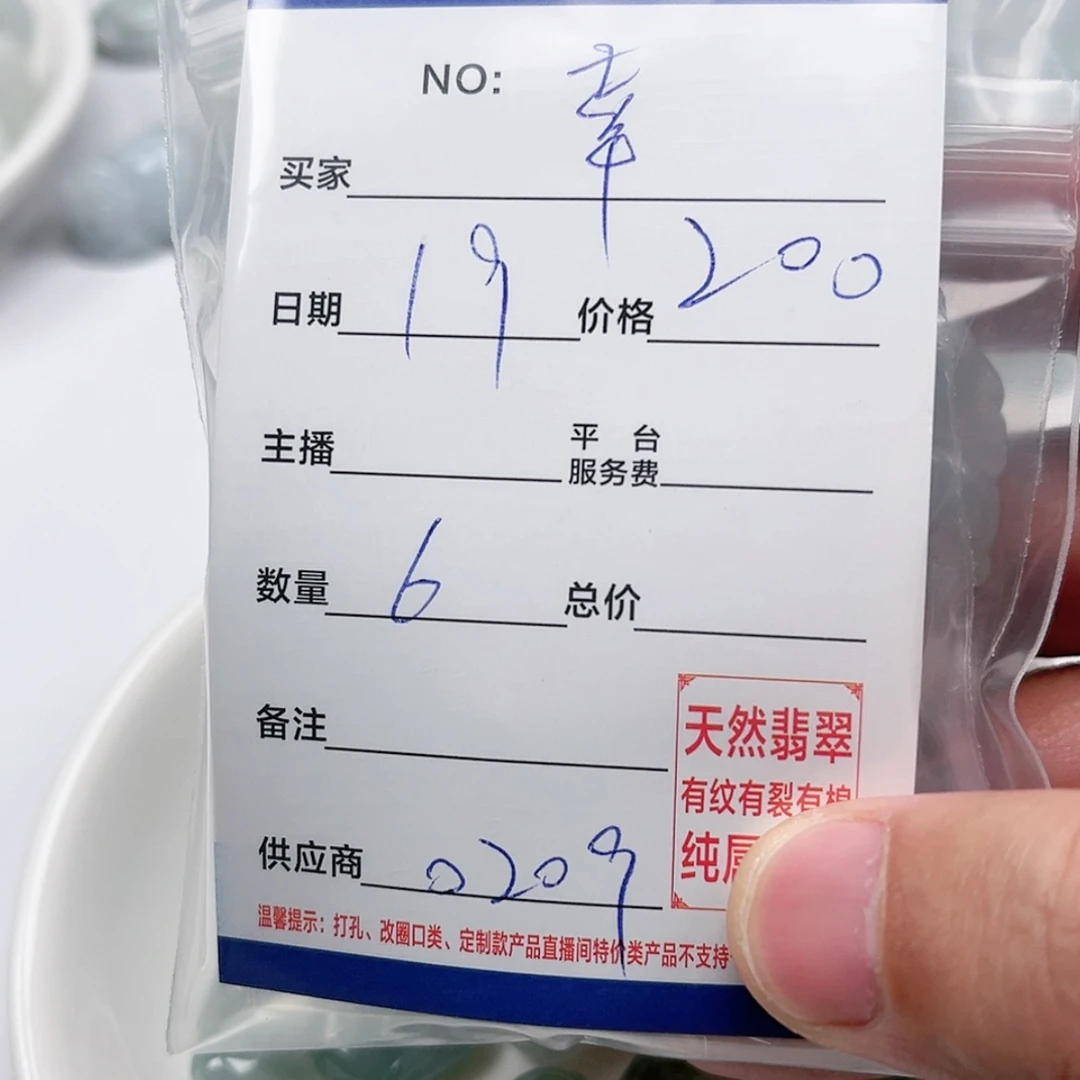 NO:
买家 幸
日期 19 价格 200
主播 平台服务费
数量 6 总价
备注
天然翡翠
有纹有裂有棉
纯属
供应商 0209
温馨提示：打孔、改圈口类、定制款产品直播间特价类产品不支持